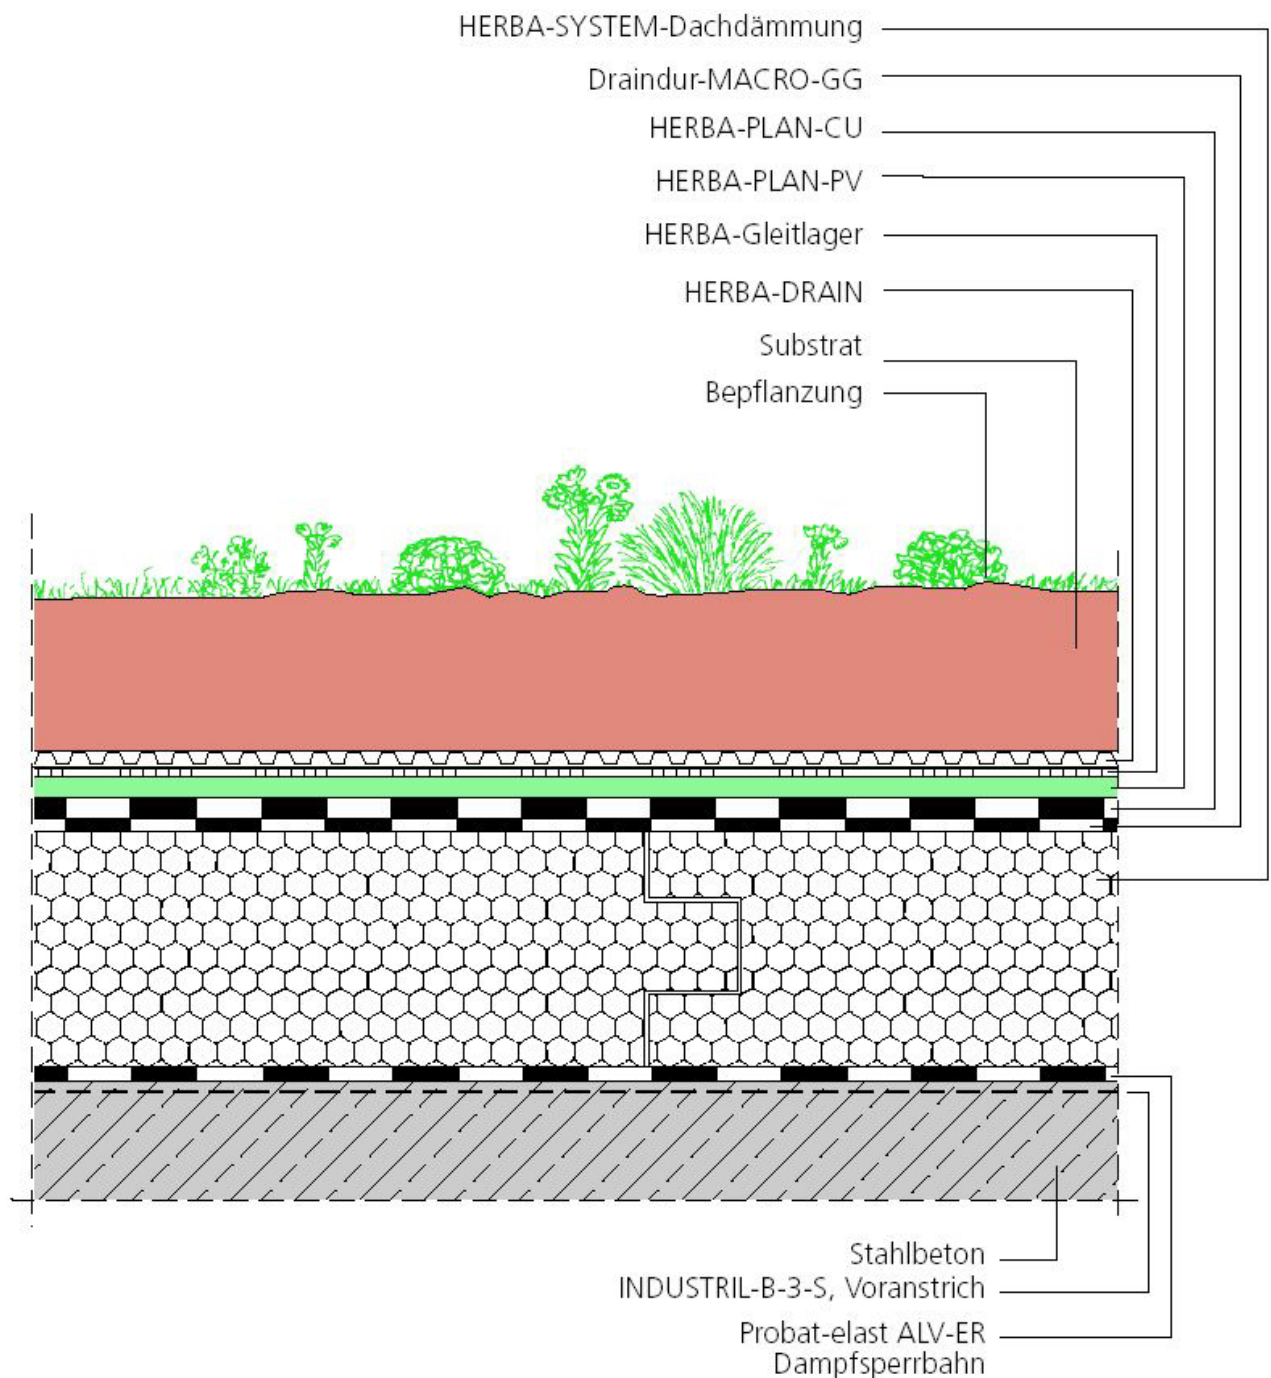 HERBA-SYSTEM-Dachdämmung
Draindur-MACRO-GG
HERBA-PLAN-CU
HERBA-PLAN-PV
HERBA-Gleitlager
HERBA-DRAIN
Substrat
Bepflanzung
Stahlbeton
INDUSTRIL-B-3-S, Voranstrich
Probat-elast ALV-ER
Dampfsperrbahn